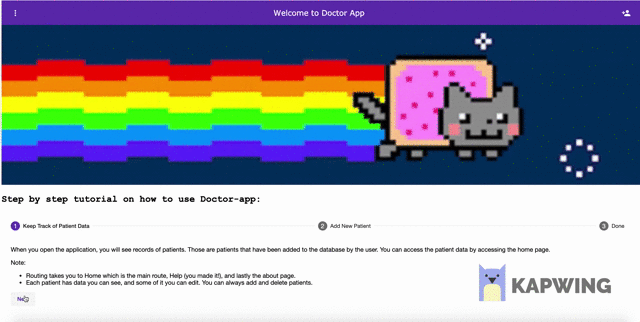 Welcome to Doctor App
Step by step tutorial on how to use Doctor-app:
1 Keep Track of Patient Data
2 Add New Patient
3 Done
When you open the application, you will see records of patients. Those are patients that have been added to the database by the user. You can access the patient data by accessing the home page.
Note:
Routing takes you to Home which is the main route, Help (you made it!), and lastly the about page.
Each patient has data you can see, and some of it you can edit. You can always add and delete patients.
KAPWING